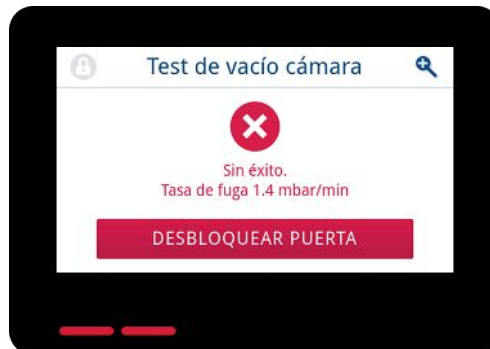 Test de vacío cámara
Sin éxito.
Tasa de fuga 1.4 mbar/min
DESBLOQUEAR PUERTA